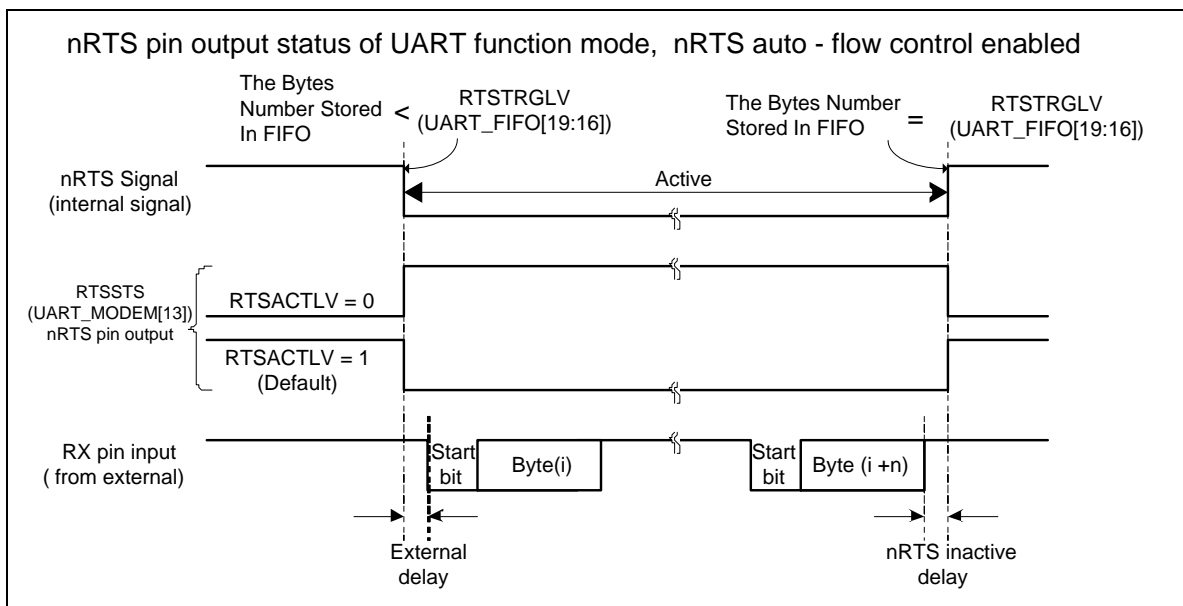 nRTS pin output status of UART function mode, nRTS auto - flow control enabled
The Bytes
Number Stored
In FIFO
<
RTSTRGLV
(UART_FIFO[19:16])
The Bytes Number
Stored In FIFO
=
RTSTRGLV
(UART_FIFO[19:16])
nRTS Signal
(internal signal)
Active
RTSSTS
(UART_MODEM[13])
nRTS pin output
RTSACTLV = 0
RTSACTLV = 1
(Default)
RX pin input
( from external)
Start
bit
Byte(i)
Start
bit
Byte (i +n)
External
delay
nRTS inactive
delay